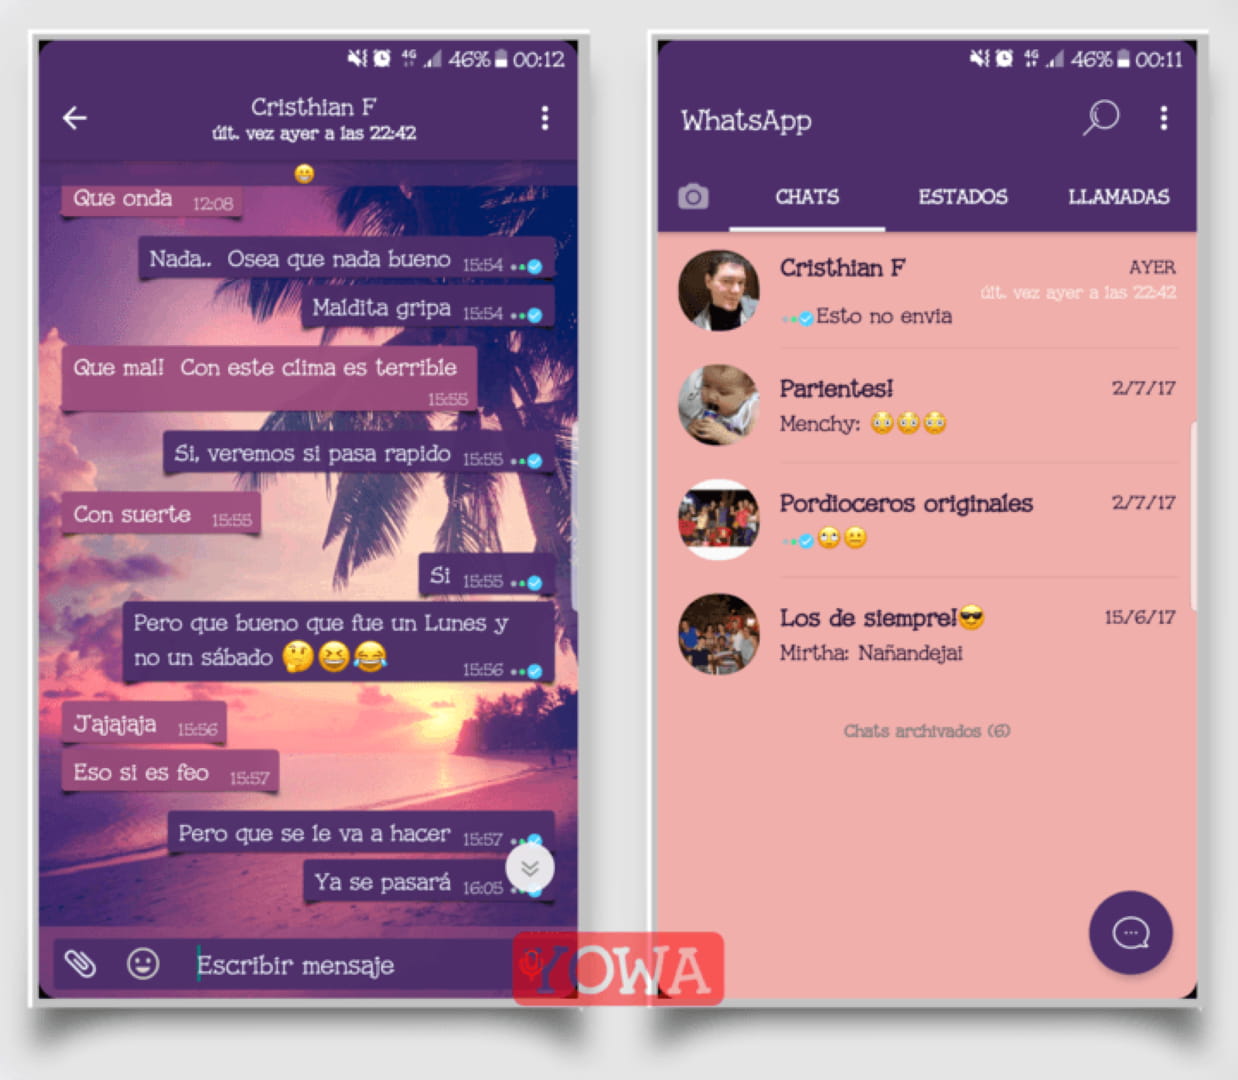 46% 00:12
Cristhian F
últ. vez ayer a las 22:42
Que onda 12:08
Nada.. Osea que nada bueno 15:54
Maldita gripa 15:54
Que mal! Con este clima es terrible
15:55
Si, veremos si pasa rapido 15:55
Con suerte 15:55
Si 15:55
Pero que bueno que fue un Lunes y
no un sábado 🤔😆😂 15:56
Jajajaja 15:56
Eso si es feo 15:57
Pero que se le va a hacer 15:57
Ya se pasará 16:05
Escribir mensaje
4G 46% 00:11
WhatsApp
CHATS ESTADOS LLAMADAS
Cristhian F AYER
últ. vez ayer a las 22:42
Esto no envia
Parientes! 2/7/17
Menchy: 😳😳😳
Pordioceros originales 2/7/17
🙄😐
Los de siempre!😎 15/6/17
Mirtha: Nañandejai
Chats archivados (6)
YOWA